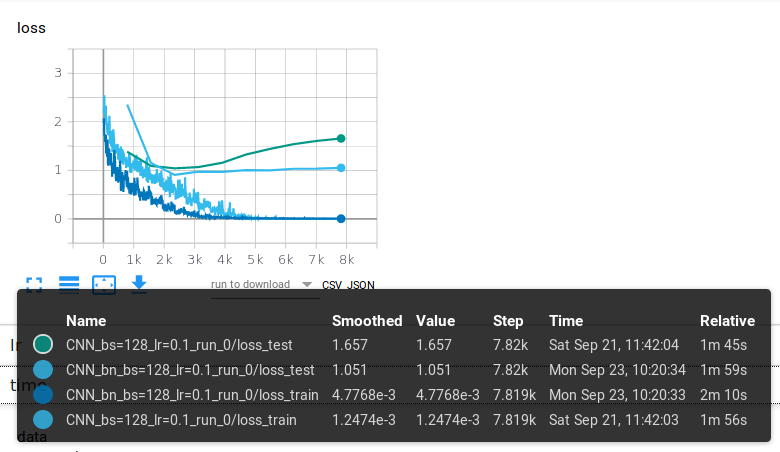 loss
3
2
1
0
0 1k 2k 3k 4k 5k 6k 7k 8k
run to download CSV JSON
Name Smoothed Value Step Time Relative
CNN_bs=128_lr=0.1_run_0/loss_test 1.657 1.657 7.82k Sat Sep 21, 11:42:04 1m 45s
CNN_bn_bs=128_lr=0.1_run_0/loss_test 1.051 1.051 7.82k Mon Sep 23, 10:20:34 1m 59s
CNN_bn_bs=128_lr=0.1_run_0/loss_train 4.7768e-3 4.7768e-3 7.819k Mon Sep 23, 10:20:33 2m 10s
CNN_bs=128_lr=0.1_run_0/loss_train 1.2474e-3 1.2474e-3 7.819k Sat Sep 21, 11:42:03 1m 56s
lr
time
data